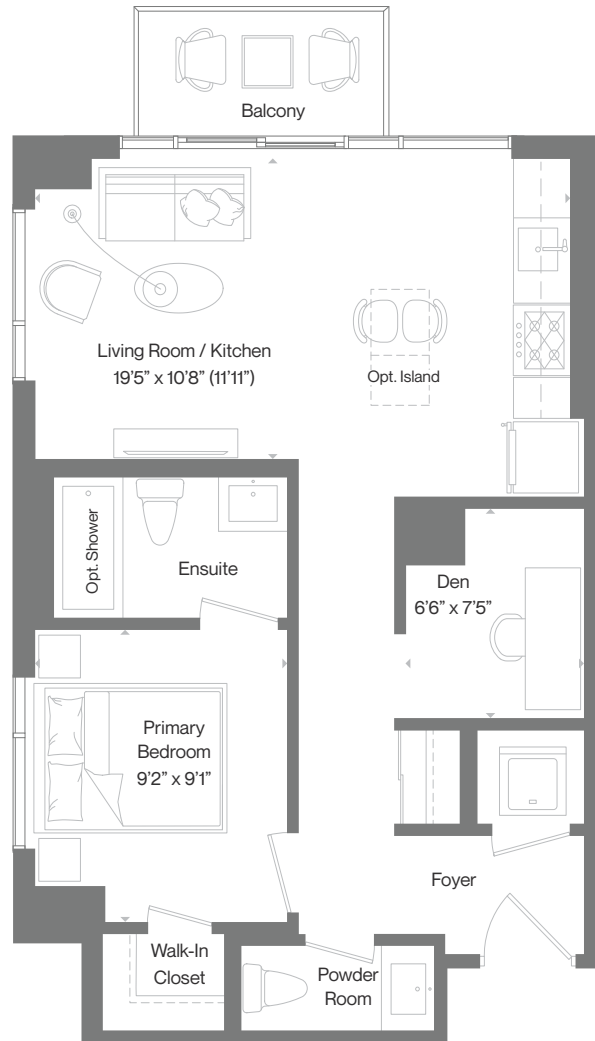 Balcony
Living Room / Kitchen
19’5” x 10’8” (11’11”)
Opt. Island
Opt. Shower
Ensuite
Den
6’6” x 7’5”
Primary
Bedroom
9’2” x 9’1”
Foyer
Walk-In
Closet
Powder
Room